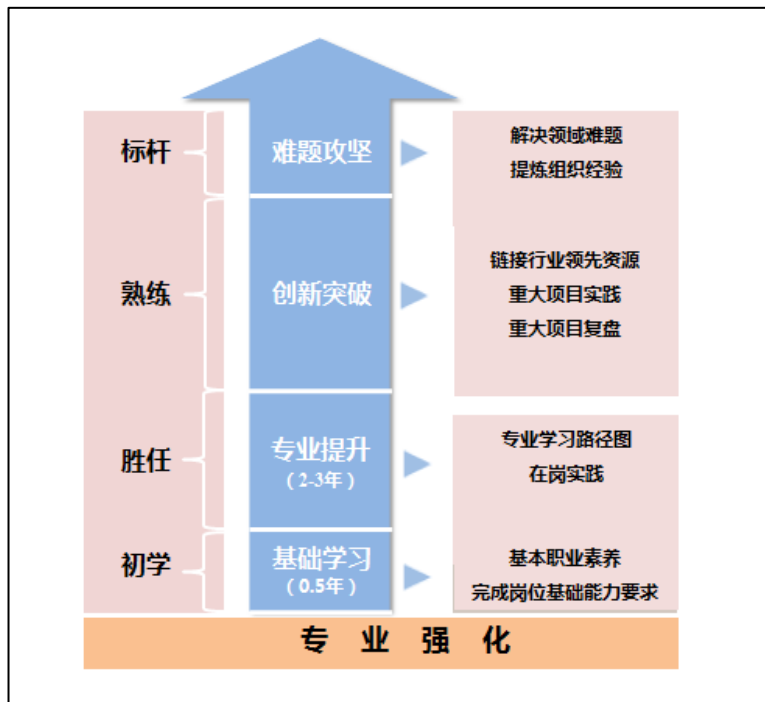 标杆
难题攻坚
解决领域难题
提炼组织经验
熟练
创新突破
链接行业领先资源
重大项目实践
重大项目复盘
胜任
专业提升
（2-3年）
专业学习路径图
在岗实践
初学
基础学习
（0.5年）
基本职业素养
完成岗位基础能力要求
专 业 强 化